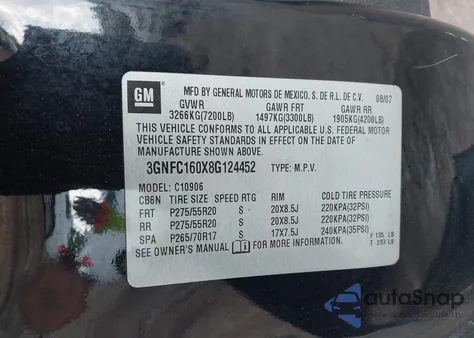 GM
MFD BY GENERAL MOTORS DE MEXICO, S. DE R.L. DE C.V. 08/07
GVWR GAWR FRT GAWR RR
3266KG(7200LB) 1497KG(3300LB) 1905KG(4200LB)
THIS VEHICLE CONFORMS TO ALL APPLICABLE U.S. FEDERAL MOTOR
VEHICLE SAFETY STANDARDS IN EFFECT ON THE DATE OF
MANUFACTURE SHOWN ABOVE.
3GNFC160X8G124452 TYPE: M.P.V.
MODEL: C10906
CB6N TIRE SIZE SPEED RTG RIM COLD TIRE PRESSURE
FRT P275/55R20 S 20X8.5J 220KPA(32PSI)
RR P275/55R20 S 20X8.5J 220KPA(32PSI)
SPA P265/70R17 S 17X7.5J 240KPA(35PSI)
SEE OWNER'S MANUAL FOR MORE INFORMATION.
F 135 LB
T 293 LB
autoSnap